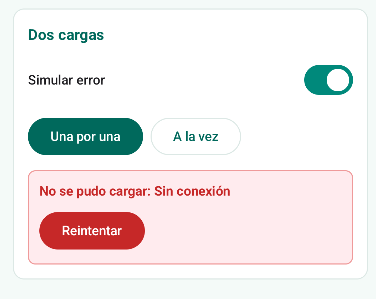 Dos cargas
Simular error
Una por una
A la vez
No se pudo cargar: Sin conexión
Reintentar